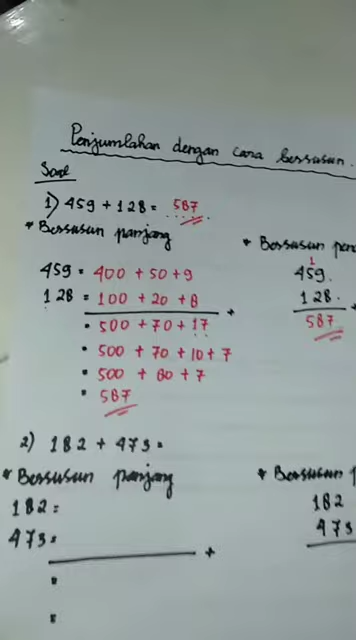 Penjumlahan dengan cara bersusun.
Soal
1) 459 + 128 = 587
* Bersusun panjang
459 = 400 + 50 + 9
128 = 100 + 20 + 8 +
• 500 + 70 + 17
• 500 + 70 + 10 + 7
• 500 + 80 + 7
• 587
* Bersusun pen
1
459
128 +
587
2) 182 + 473 =
* Bersusun panjang
182 =
473 =
+
* Bersusun p
182
473